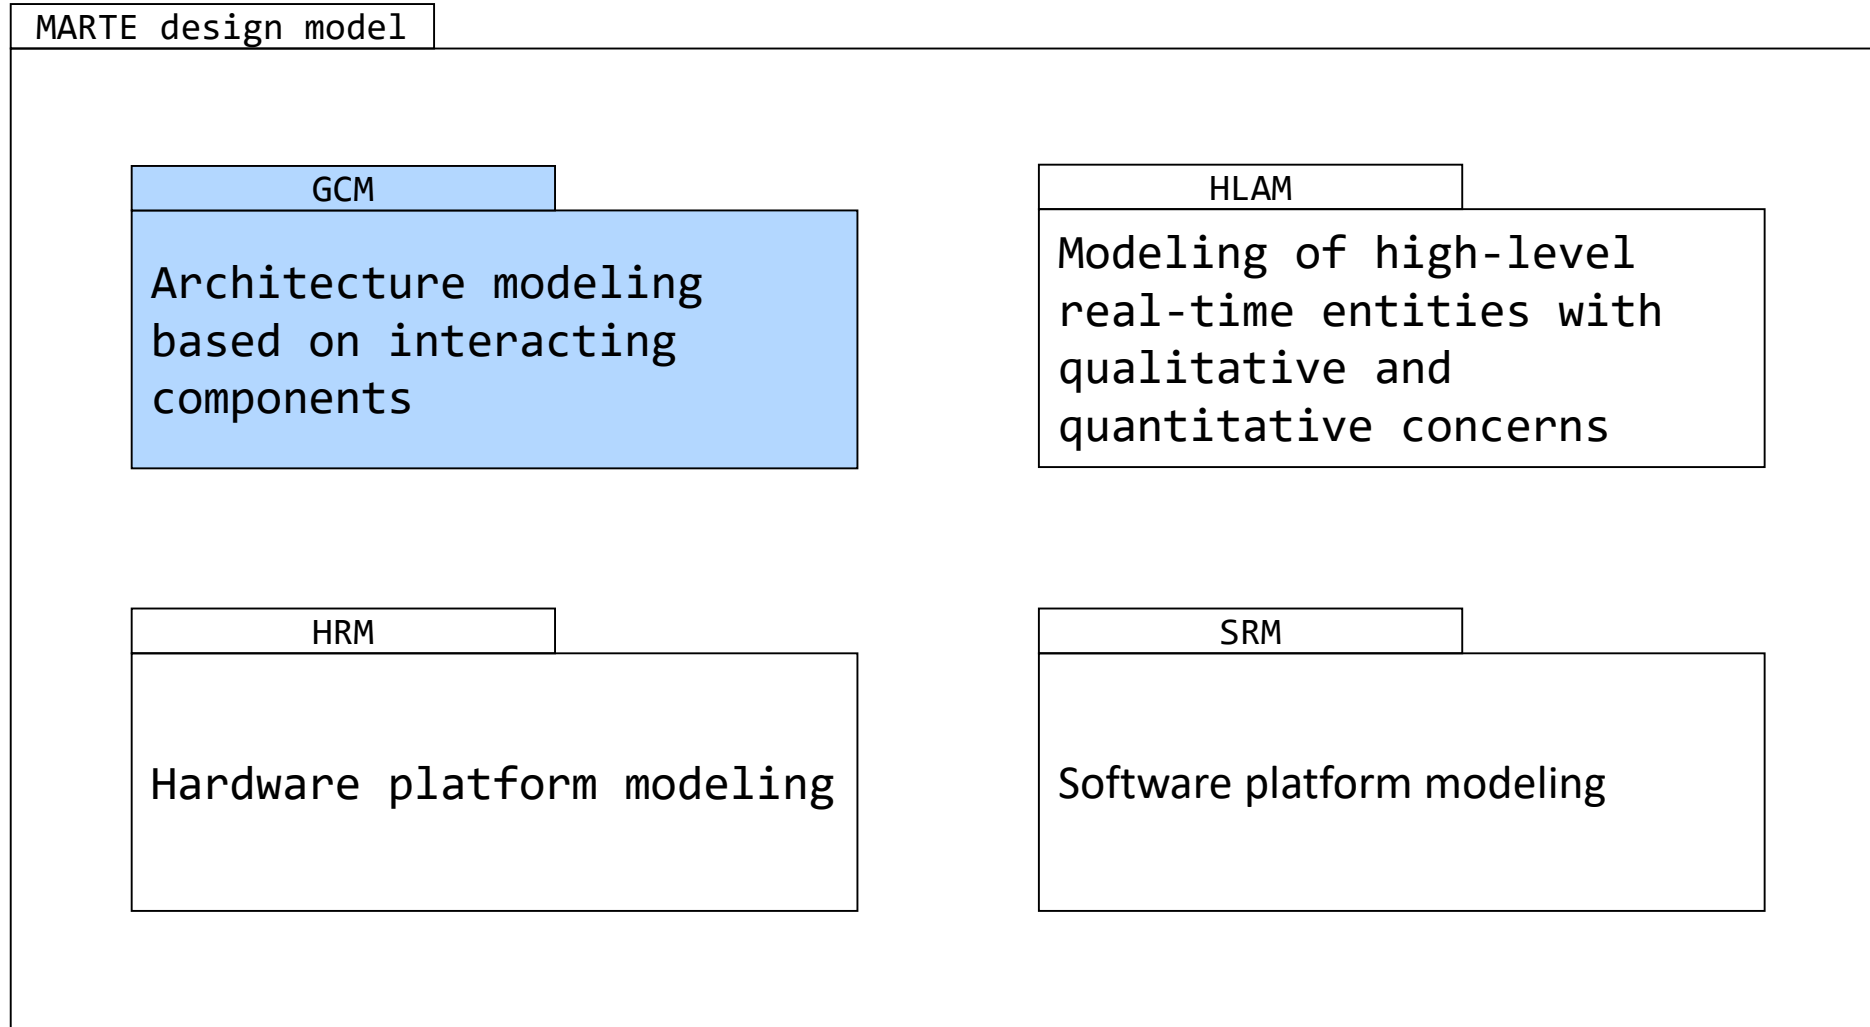 MARTE design model
GCM
Architecture modeling
based on interacting
components
HLAM
Modeling of high-level
real-time entities with
qualitative and
quantitative concerns
HRM
Hardware platform modeling
SRM
Software platform modeling